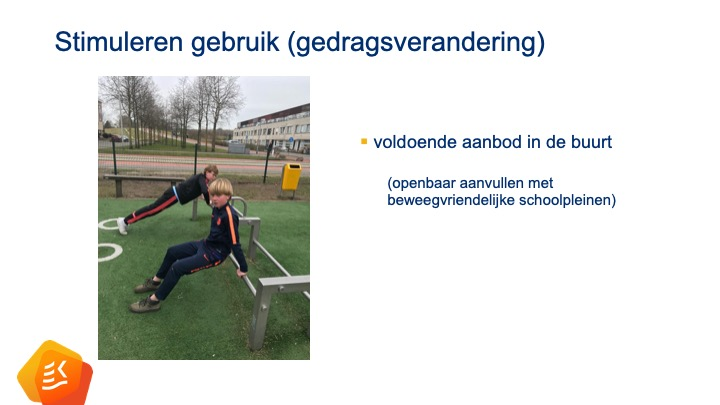 Stimuleren gebruik (gedragsverandering)
voldoende aanbod in de buurt
(openbaar aanvullen met
beweegvriendelijke schoolpleinen)